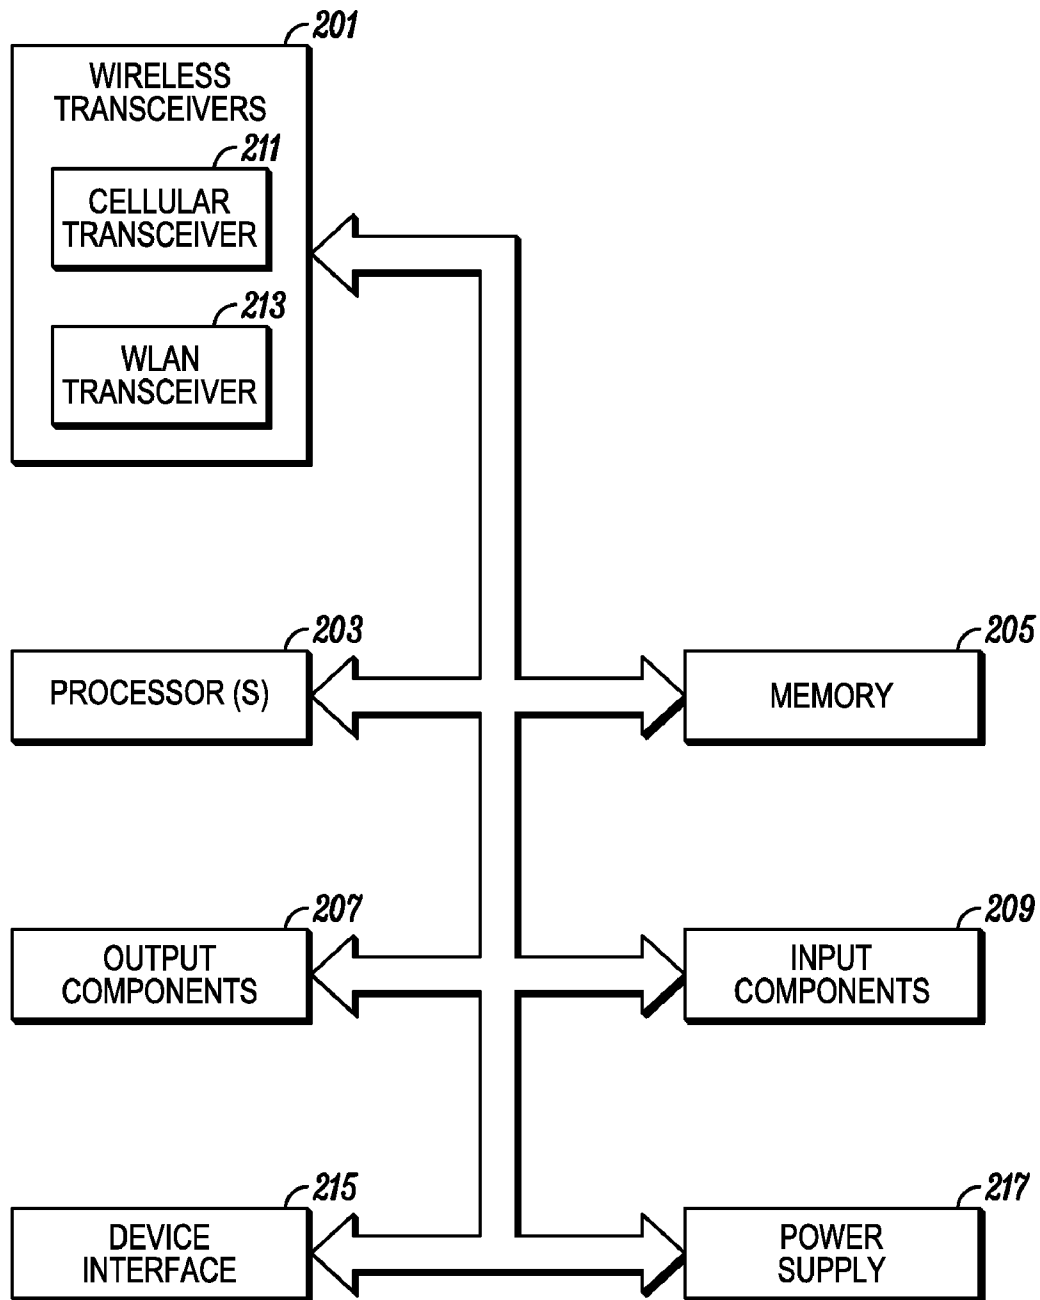 201
WIRELESS
TRANSCEIVERS
211
CELLULAR
TRANSCEIVER
213
WLAN
TRANSCEIVER
203
PROCESSOR (S)
205
MEMORY
207
OUTPUT
COMPONENTS
209
INPUT
COMPONENTS
215
DEVICE
INTERFACE
217
POWER
SUPPLY